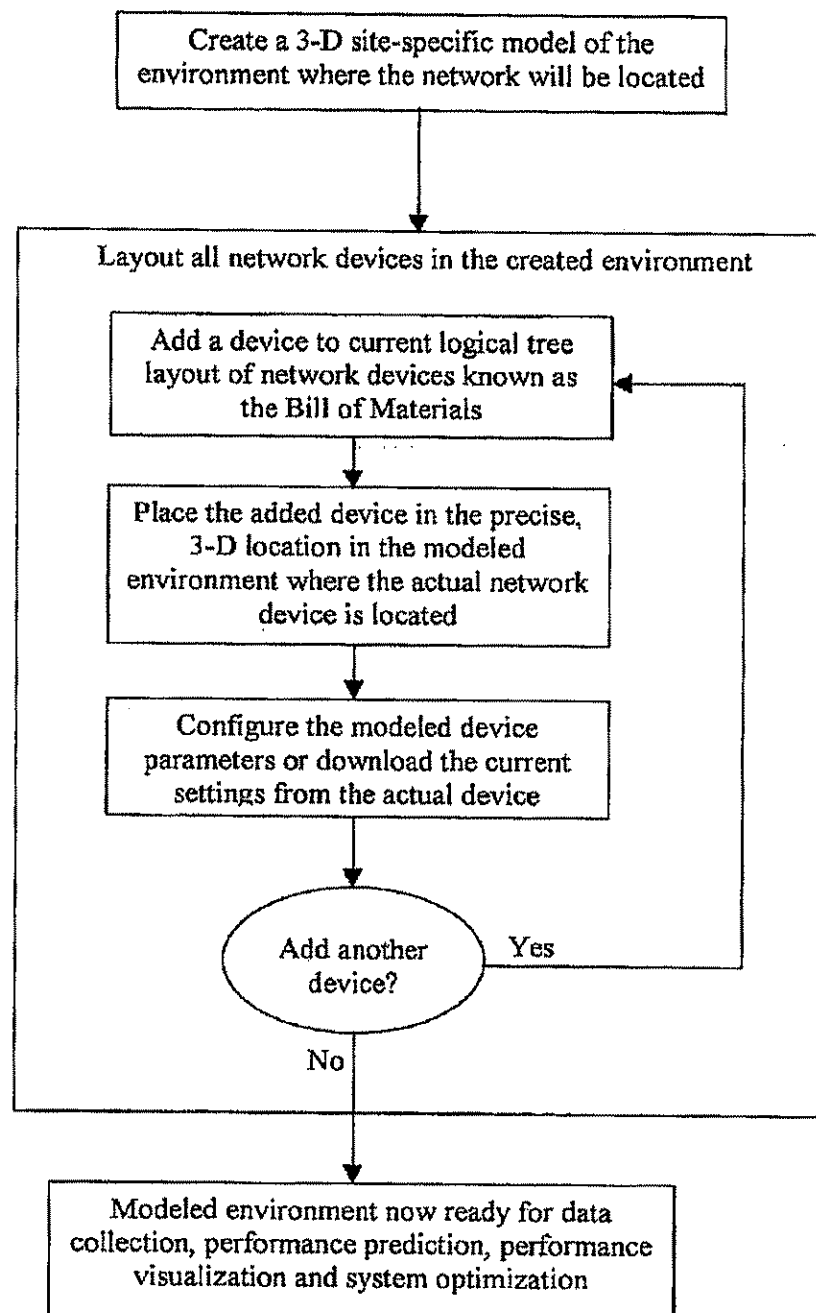 Create a 3-D site-specific model of the
environment where the network will be located
Layout all network devices in the created environment
Add a device to current logical tree
layout of network devices known as
the Bill of Materials
Place the added device in the precise,
3-D location in the modeled
environment where the actual network
device is located
Configure the modeled device
parameters or download the current
settings from the actual device
Add another
device?
Yes
No
Modeled environment now ready for data
collection, performance prediction, performance
visualization and system optimization